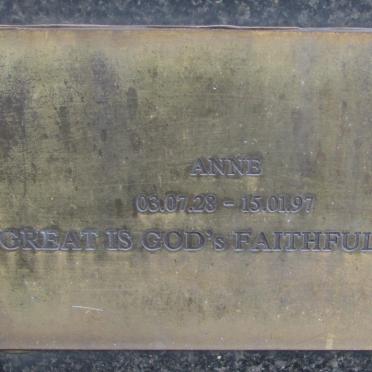 ANNE
03.07.28 - 15.01.97
GREAT IS GOD's FAITHFUL